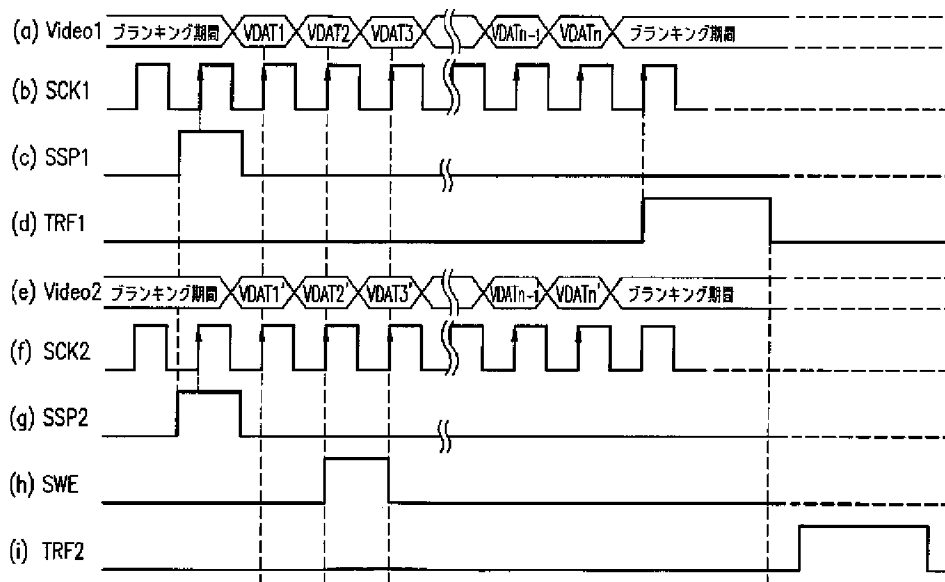 (a) Video1 ブランキング期間 VDAT1 VDAT2 VDAT3 VDATn-1 VDATn ブランキング期間
(b) SCK1
(c) SSP1
(d) TRF1
(e) Video2 ブランキング期間 VDAT1' VDAT2' VDAT3' VDATn-1' VDATn' ブランキング期間
(f) SCK2
(g) SSP2
(h) SWE
(i) TRF2